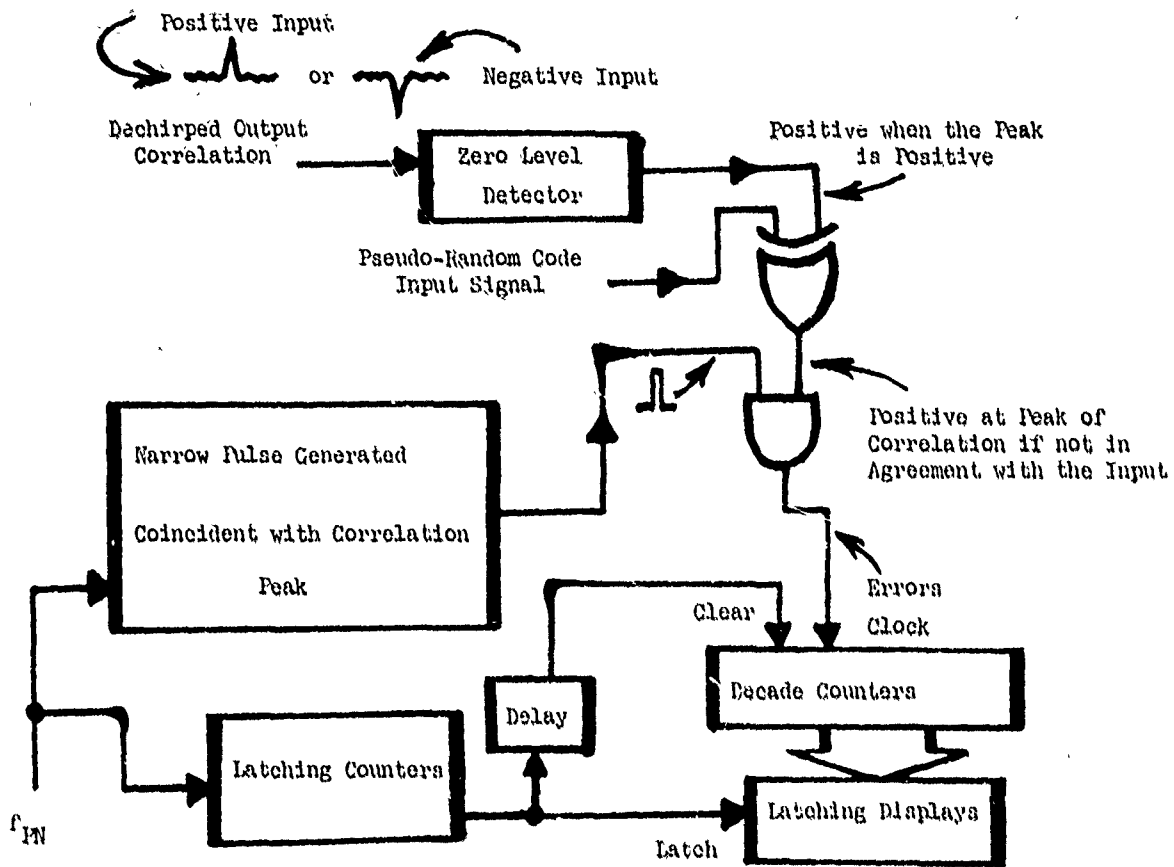 Positive Input
or
Negative Input
Dechirped Output
Correlation
Zero Level
Detector
Positive when the Peak
is Positive
Pseudo-Random Code
Input Signal
Positive at Peak of
Correlation if not in
Agreement with the Input
Narrow Pulse Generated
Coincident with Correlation
Peak
Errors
Clear
Clock
Decade Counters
Delay
Latching Counters
Latching Displays
f_PN
Latch